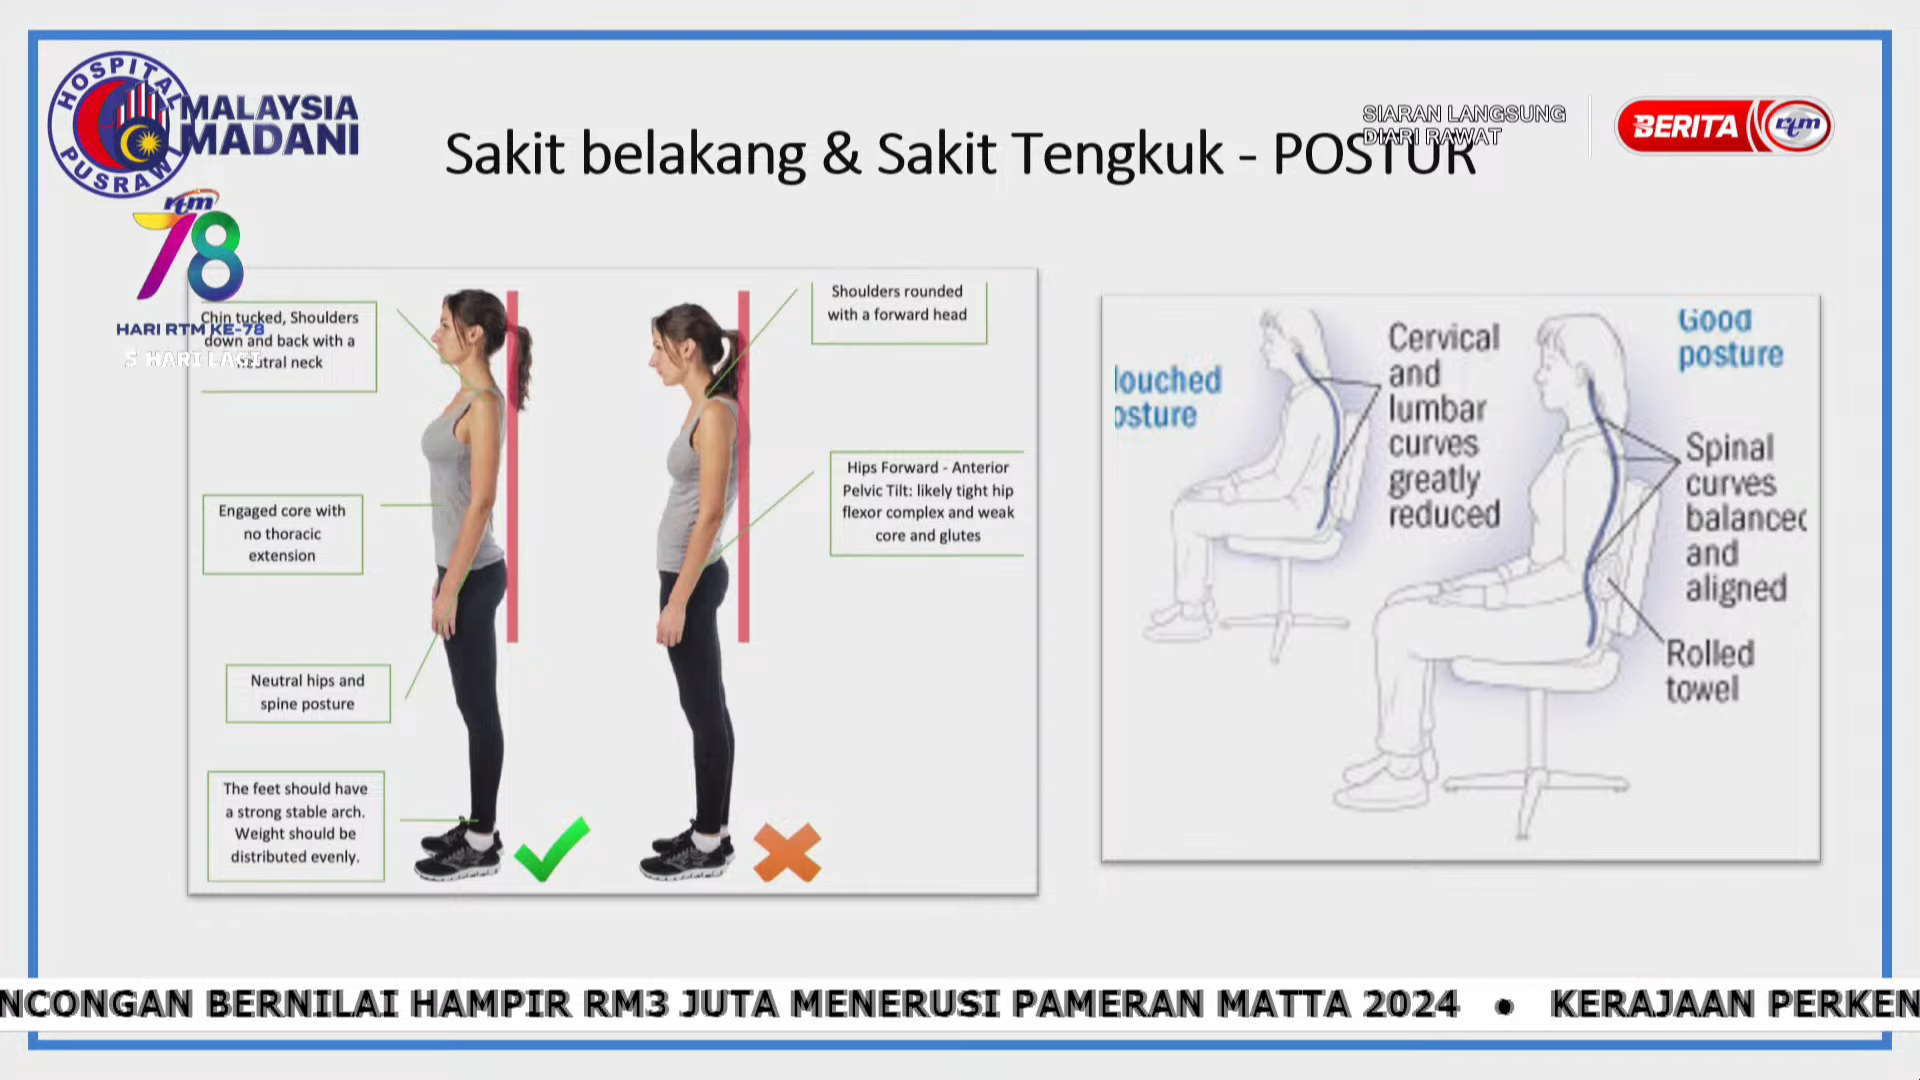 HOSPITAL
PUSRAWI
MALAYSIA
MADANI
Sakit belakang & Sakit Tengkuk - POSTUR
SIARAN LANGSUNG
DIARI RAWAT
BERITA rtm
rtm
78
HARI RTM KE-78
5 HARI LAGI
Chin tucked, Shoulders
down and back with a
neutral neck
Engaged core with
no thoracic
extension
Neutral hips and
spine posture
The feet should have
a strong stable arch.
Weight should be
distributed evenly.
Shoulders rounded
with a forward head
Hips Forward - Anterior
Pelvic Tilt: likely tight hip
flexor complex and weak
core and glutes
louched
osture
Cervical
and
lumbar
curves
greatly
reduced
Good
posture
Spinal
curves
balanced
and
aligned
Rolled
towel
NCONGAN BERNILAI HAMPIR RM3 JUTA MENERUSI PAMERAN MATTA 2024 • KERAJAAN PERKEN